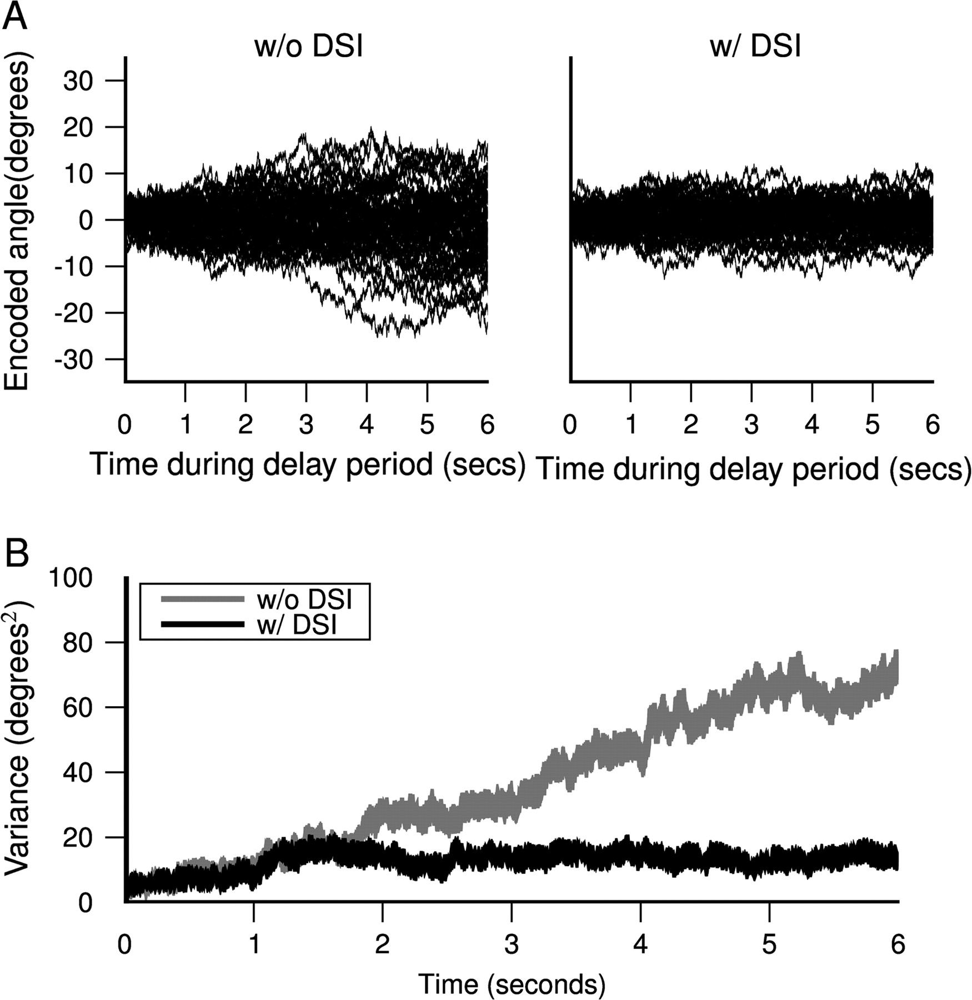 A
w/o DSI
w/ DSI
Encoded angle(degrees)
30
20
10
0
-10
-20
-30
0 1 2 3 4 5 6
0 1 2 3 4 5 6
Time during delay period (secs)
Time during delay period (secs)
B
Variance (degrees²)
100
80
60
40
20
0
w/o DSI
w/ DSI
0 1 2 3 4 5 6
Time (seconds)